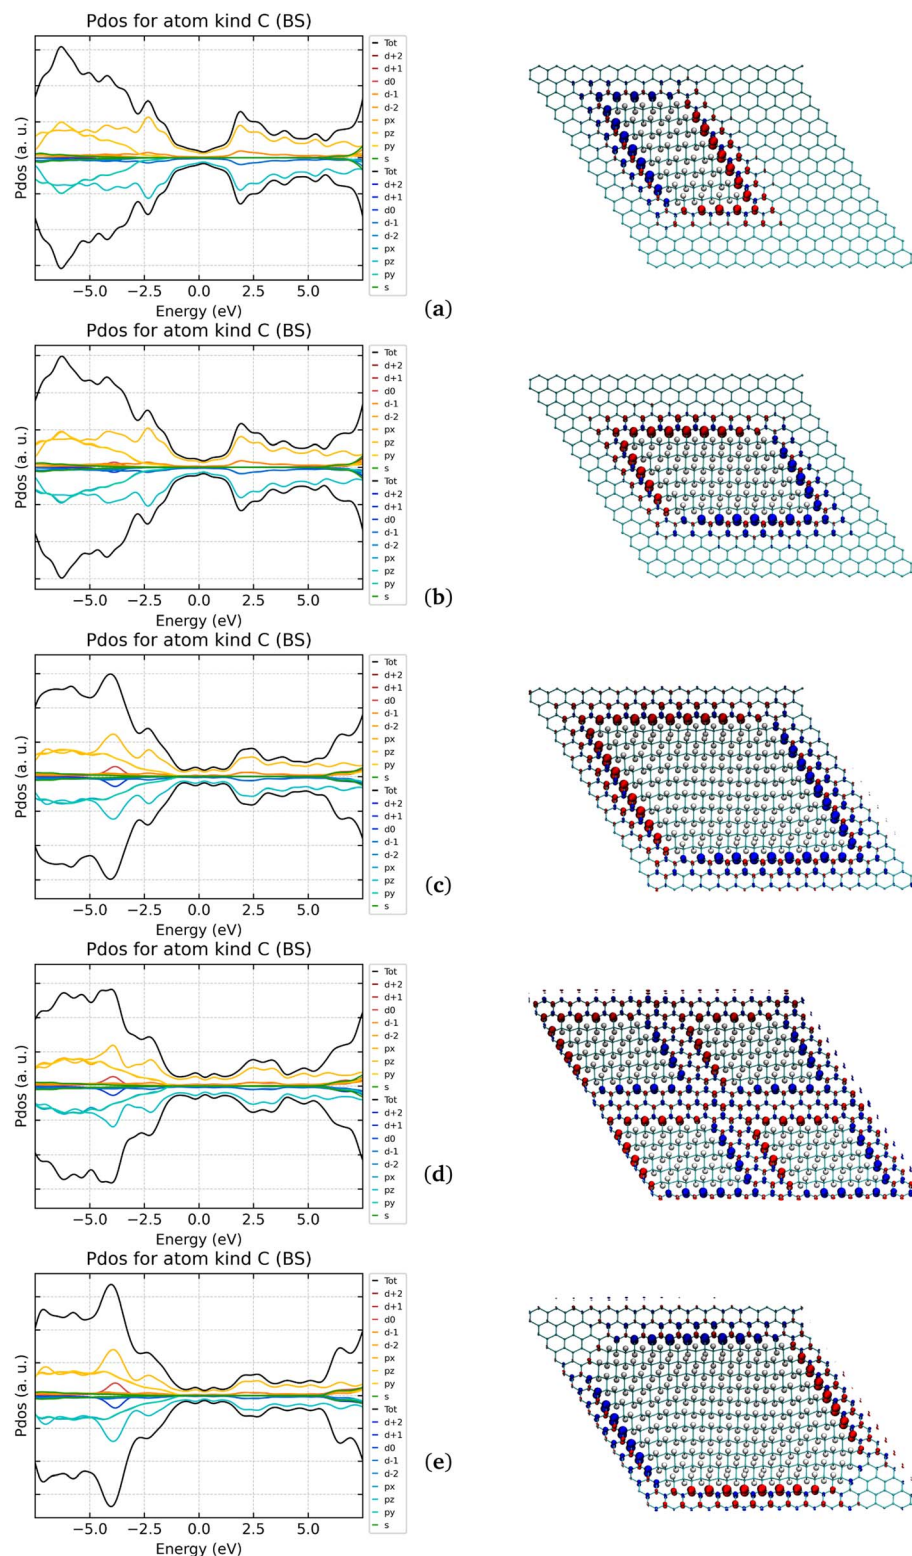 Pdos for atom kind C (BS)
Pdos (a. u.)
Tot
d+2
d+1
d0
d-1
d-2
px
pz
py
s
Tot
d+2
d+1
d0
d-1
d-2
px
pz
py
s
−5.0 −2.5 0.0 2.5 5.0
Energy (eV)
(a)
Pdos for atom kind C (BS)
Pdos (a. u.)
Tot
d+2
d+1
d0
d-1
d-2
px
pz
py
s
Tot
d+2
d+1
d0
d-1
d-2
px
pz
py
s
−5.0 −2.5 0.0 2.5 5.0
Energy (eV)
(b)
Pdos for atom kind C (BS)
Pdos (a. u.)
Tot
d+2
d+1
d0
d-1
d-2
px
pz
py
s
Tot
d+2
d+1
d0
d-1
d-2
px
pz
py
s
−5.0 −2.5 0.0 2.5 5.0
Energy (eV)
(c)
Pdos for atom kind C (BS)
Pdos (a. u.)
Tot
d+2
d+1
d0
d-1
d-2
px
pz
py
s
Tot
d+2
d+1
d0
d-1
d-2
px
pz
py
s
−5.0 −2.5 0.0 2.5 5.0
Energy (eV)
(d)
Pdos for atom kind C (BS)
Pdos (a. u.)
Tot
d+2
d+1
d0
d-1
d-2
px
pz
py
s
Tot
d+2
d+1
d0
d-1
d-2
px
pz
py
s
−5.0 −2.5 0.0 2.5 5.0
Energy (eV)
(e)